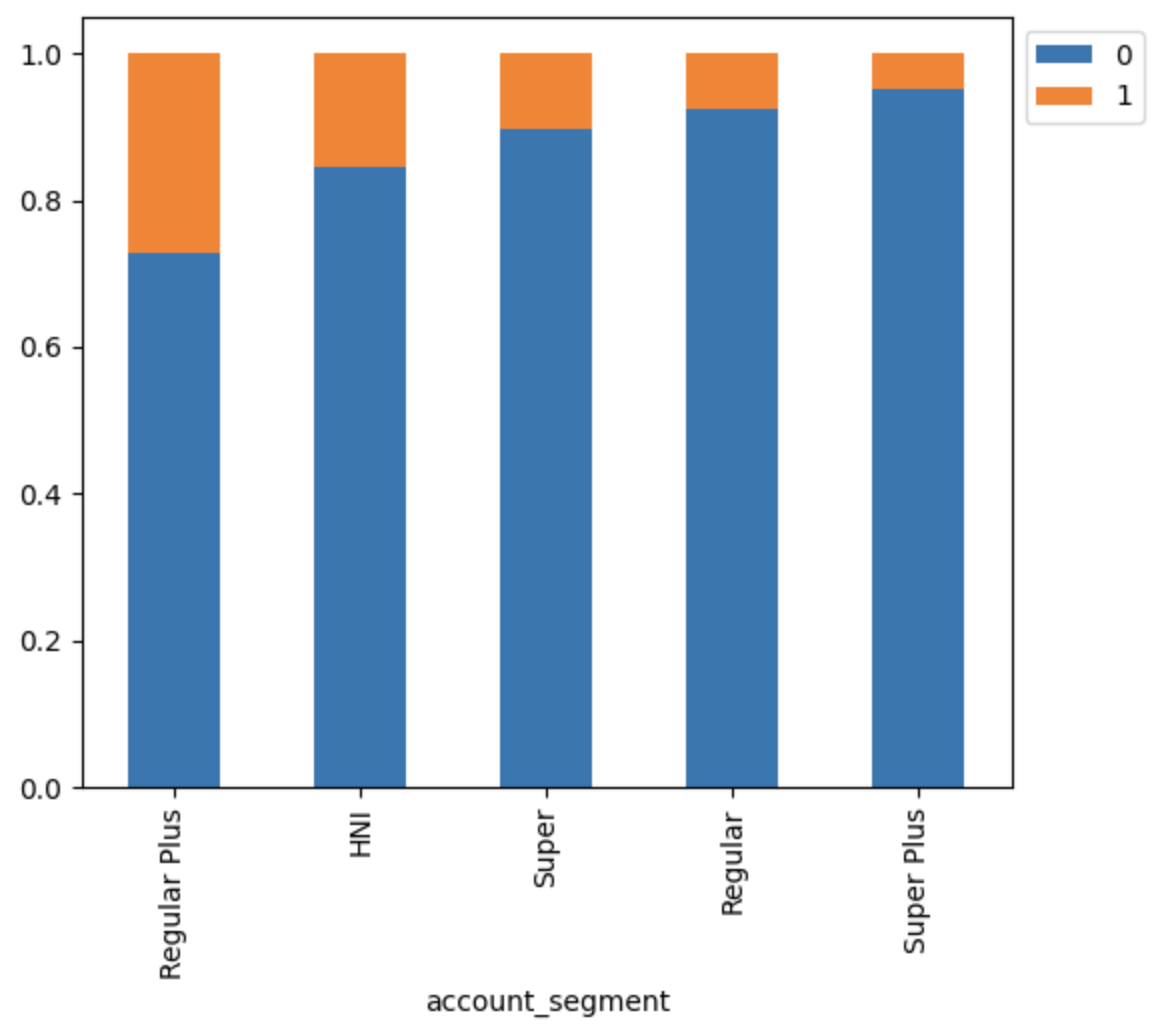 1.0
0.8
0.6
0.4
0.2
0.0
0
1
Regular Plus
HNI
Super
Regular
Super Plus
account_segment